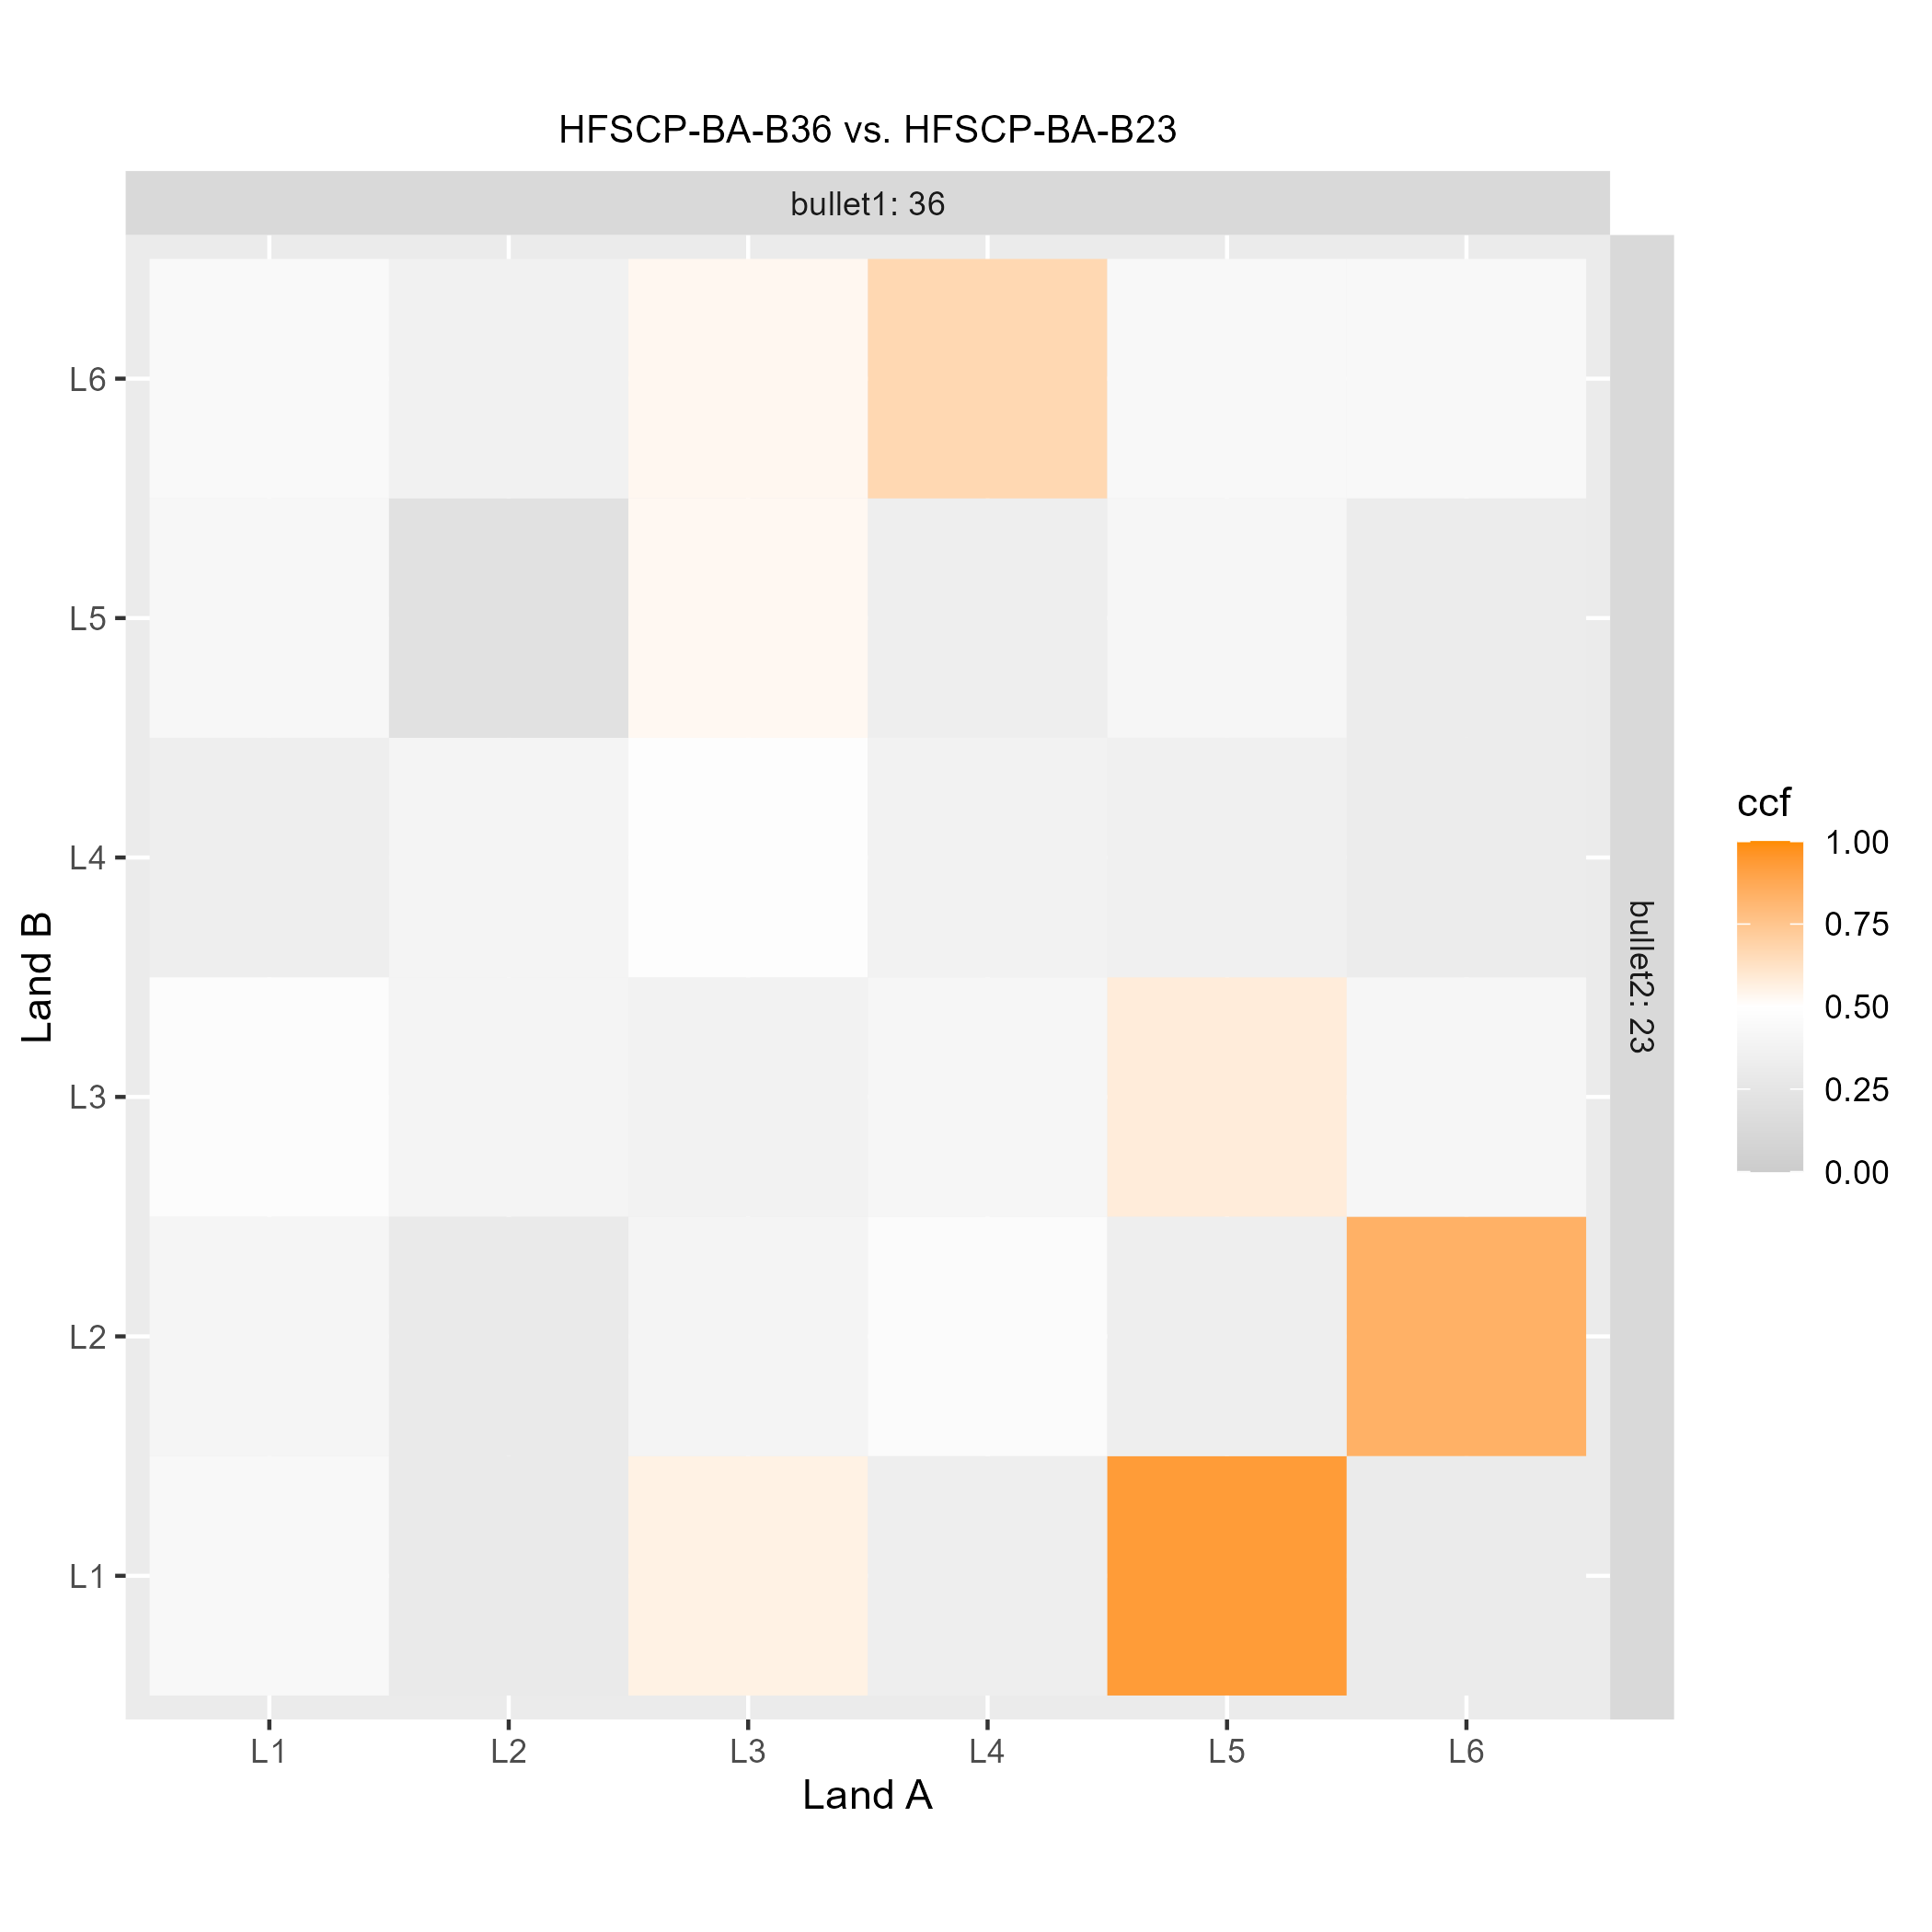 HFSCP-BA-B36 vs. HFSCP-BA-B23
bullet1: 36
L6
L5
L4
L3
L2
L1
Land B
bullet2: 23
L1 L2 L3 L4 L5 L6
Land A
ccf
1.00
0.75
0.50
0.25
0.00